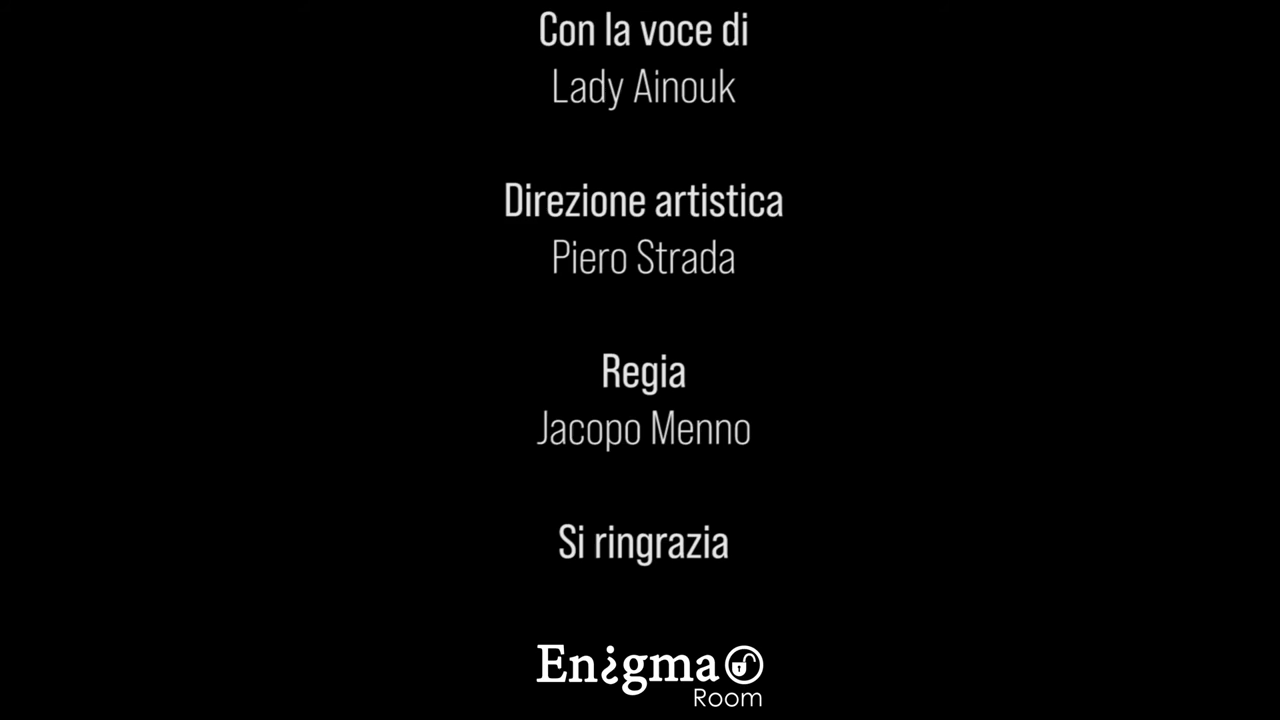 Con la voce di
Lady Ainouk
Direzione artistica
Piero Strada
Regia
Jacopo Menno
Si ringrazia
En¿gma
Room